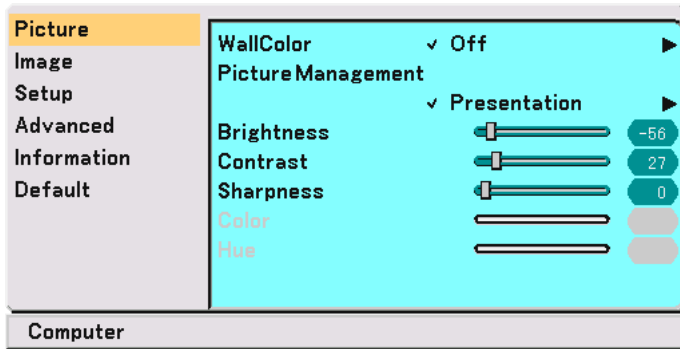 Picture
Image
Setup
Advanced
Information
Default
WallColor ✓ Off ▶
Picture Management
✓ Presentation ▶
Brightness -56
Contrast 27
Sharpness 0
Color
Hue
Computer